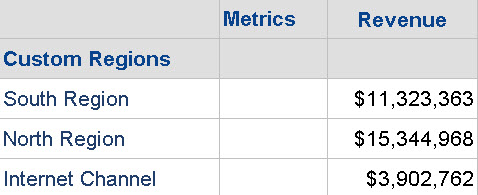 Metrics Revenue
Custom Regions
South Region $11,323,363
North Region $15,344,968
Internet Channel $3,902,762